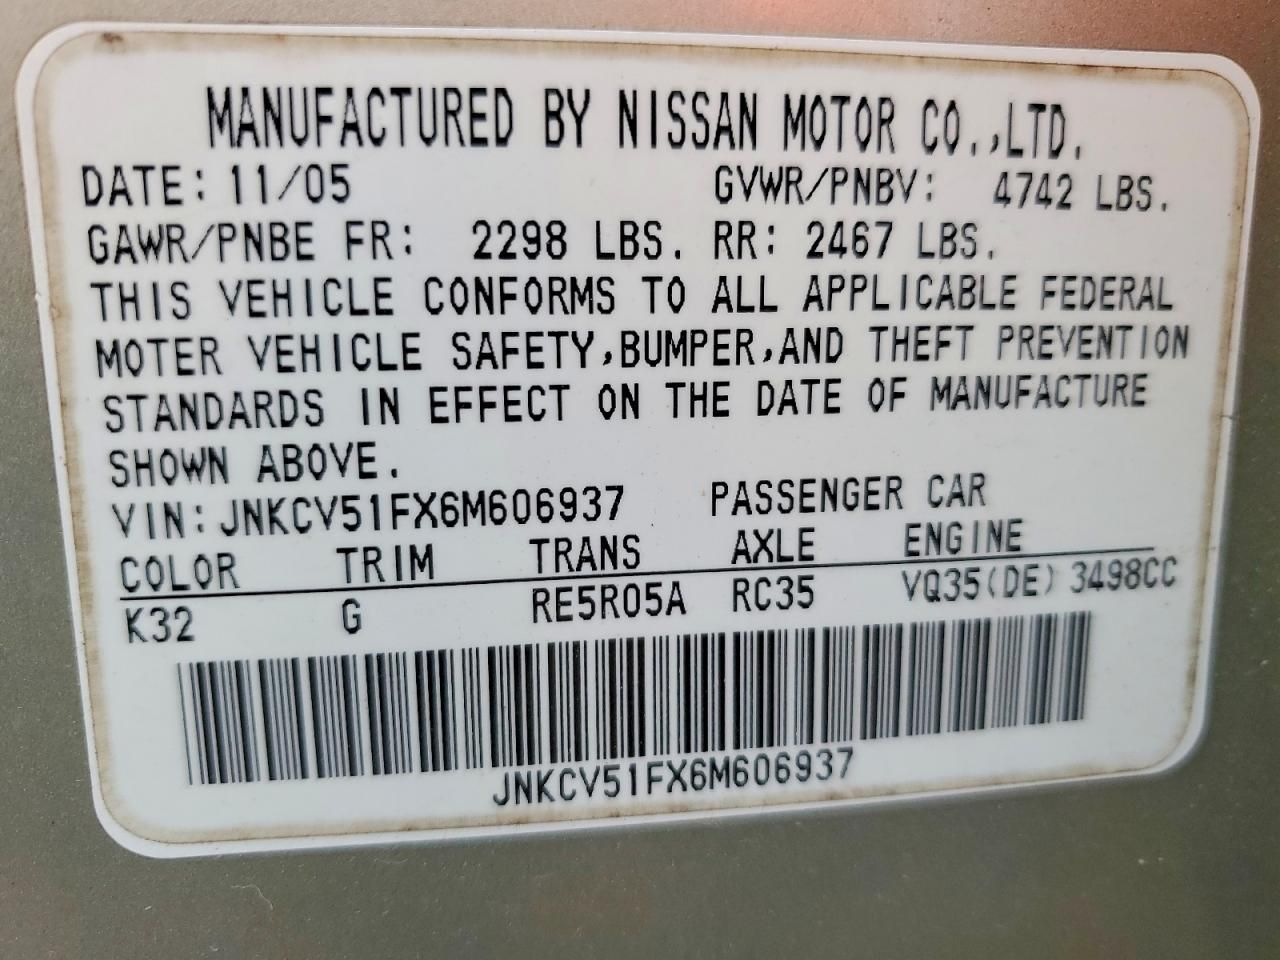 MANUFACTURED BY NISSAN MOTOR CO.,LTD.
DATE: 11/05 GVWR/PNBV: 4742 LBS.
GAWR/PNBE FR: 2298 LBS. RR: 2467 LBS.
THIS VEHICLE CONFORMS TO ALL APPLICABLE FEDERAL
MOTER VEHICLE SAFETY,BUMPER,AND THEFT PREVENTION
STANDARDS IN EFFECT ON THE DATE OF MANUFACTURE
SHOWN ABOVE.
VIN: JNKCV51FX6M606937 PASSENGER CAR
COLOR TRIM TRANS AXLE ENGINE
K32 G RE5R05A RC35 VQ35(DE) 3498CC
JNKCV51FX6M606937